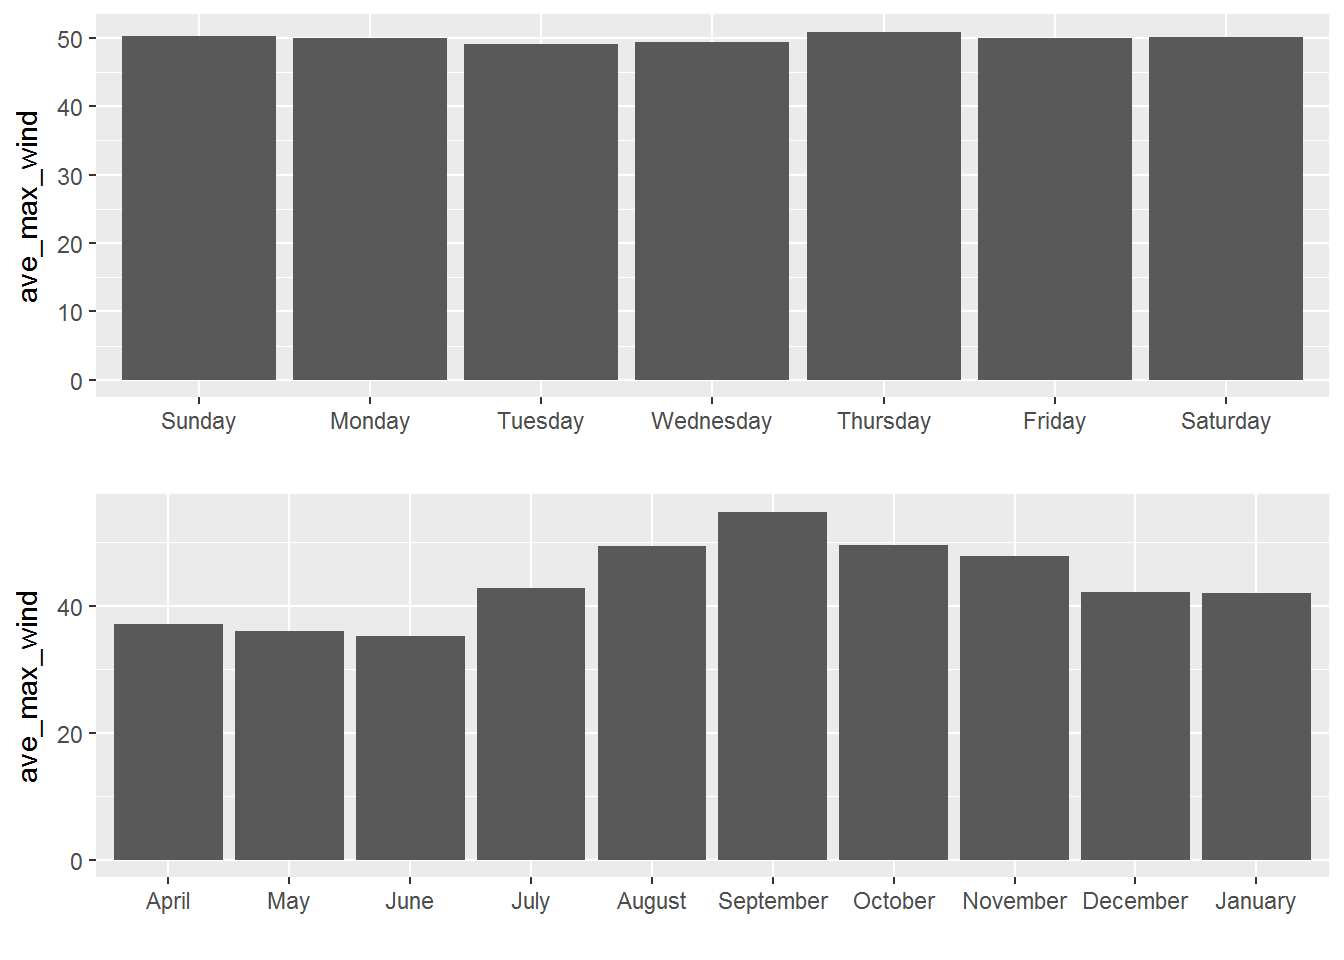 ave_max_wind
50
40
30
20
10
0
Sunday Monday Tuesday Wednesday Thursday Friday Saturday
ave_max_wind
40
20
0
April May June July August September October November December January